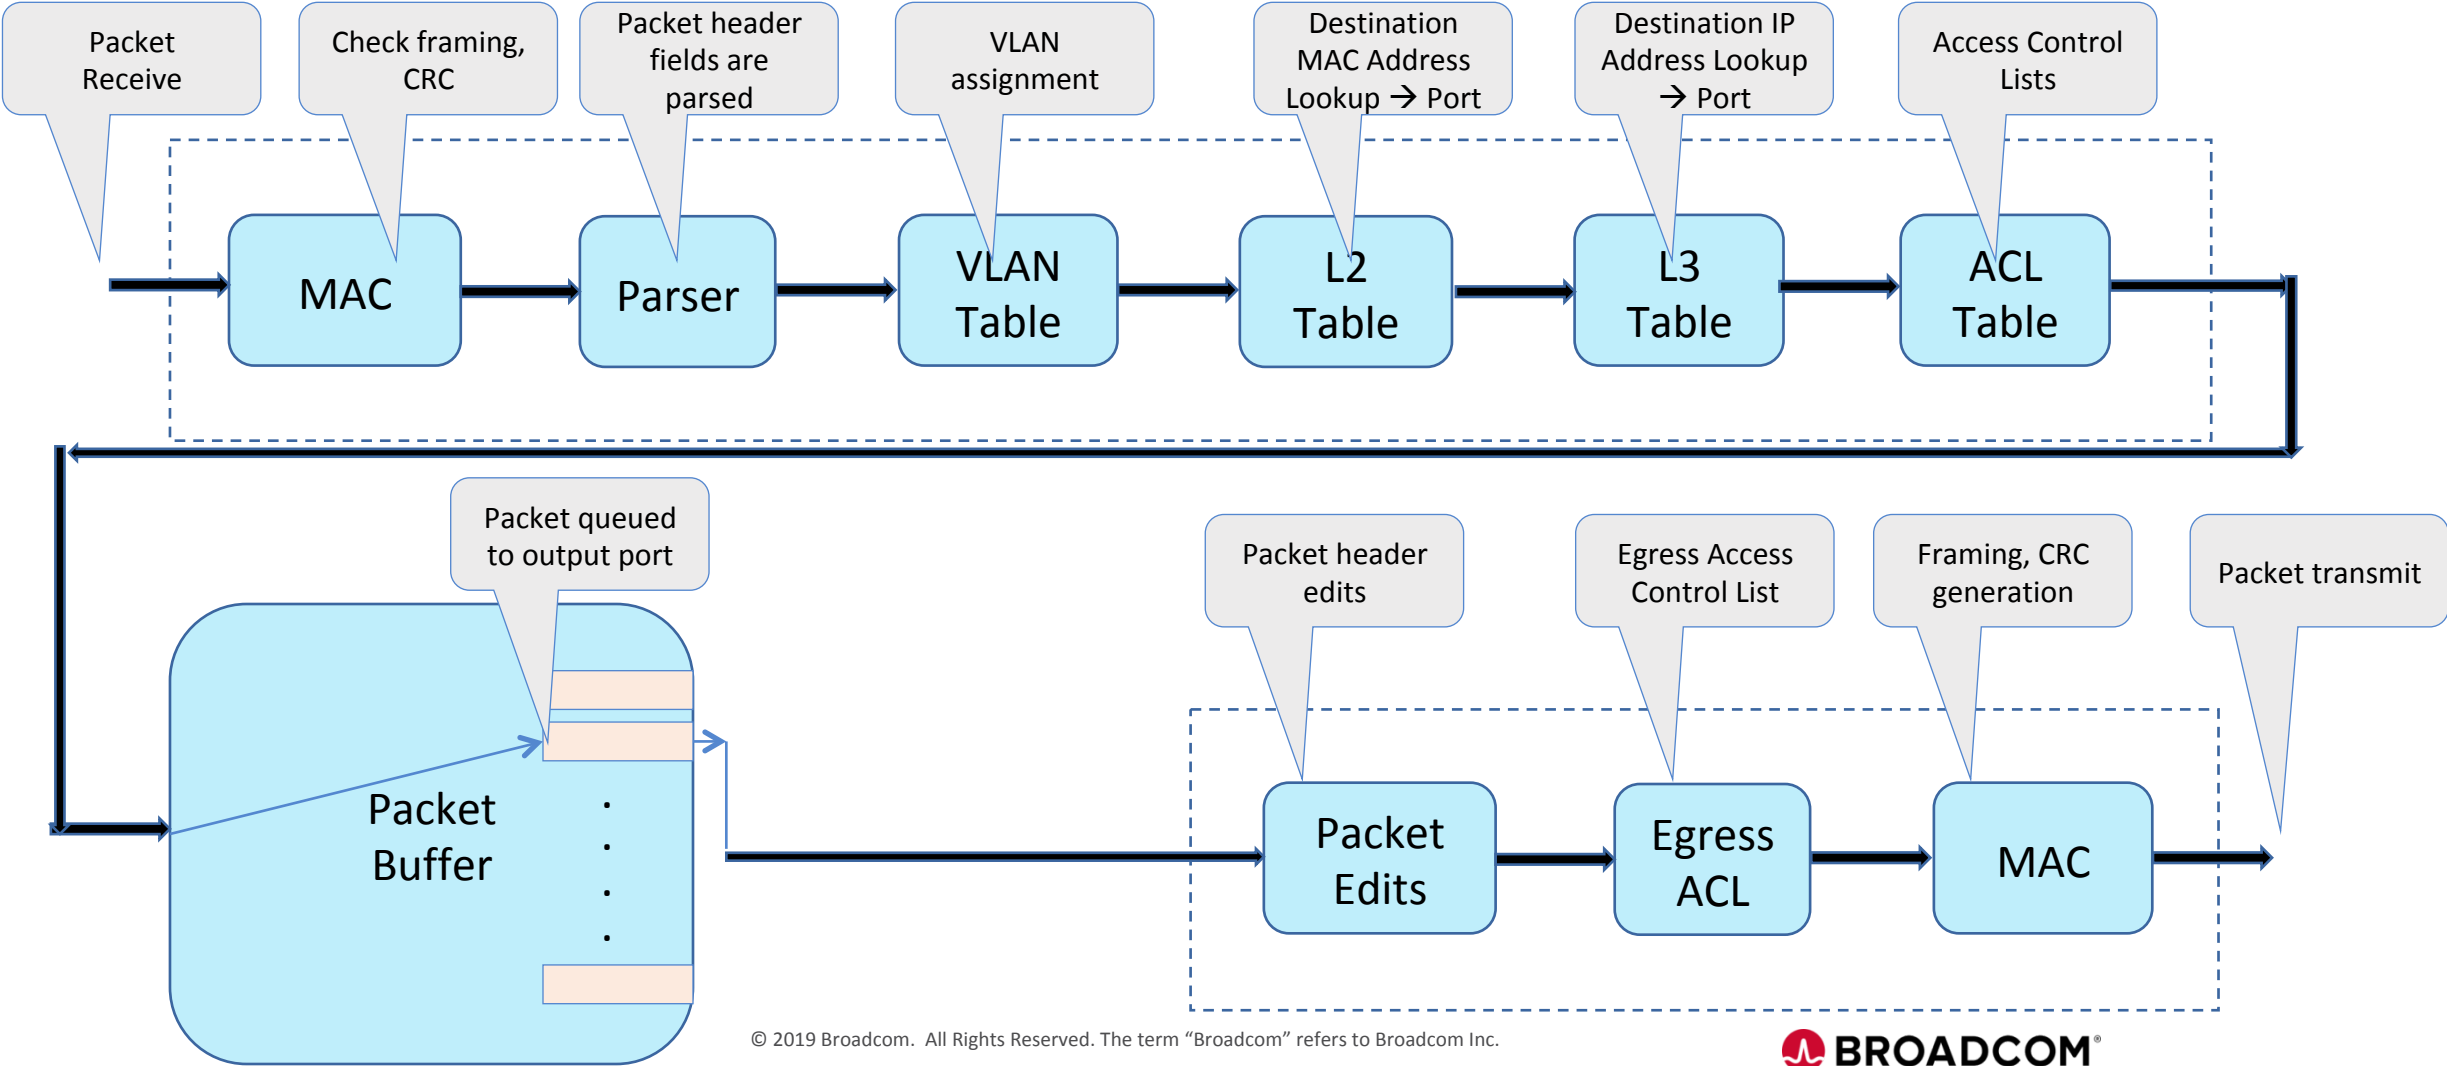 Packet
Receive
Check framing,
CRC
Packet header
fields are
parsed
VLAN
assignment
Destination
MAC Address
Lookup → Port
Destination IP
Address Lookup
→ Port
Access Control
Lists
MAC
Parser
VLAN
Table
L2
Table
L3
Table
ACL
Table
Packet queued
to output port
Packet header
edits
Egress Access
Control List
Framing, CRC
generation
Packet transmit
Packet
Buffer
Packet
Edits
Egress
ACL
MAC
© 2019 Broadcom. All Rights Reserved. The term “Broadcom” refers to Broadcom Inc.
BROADCOM®